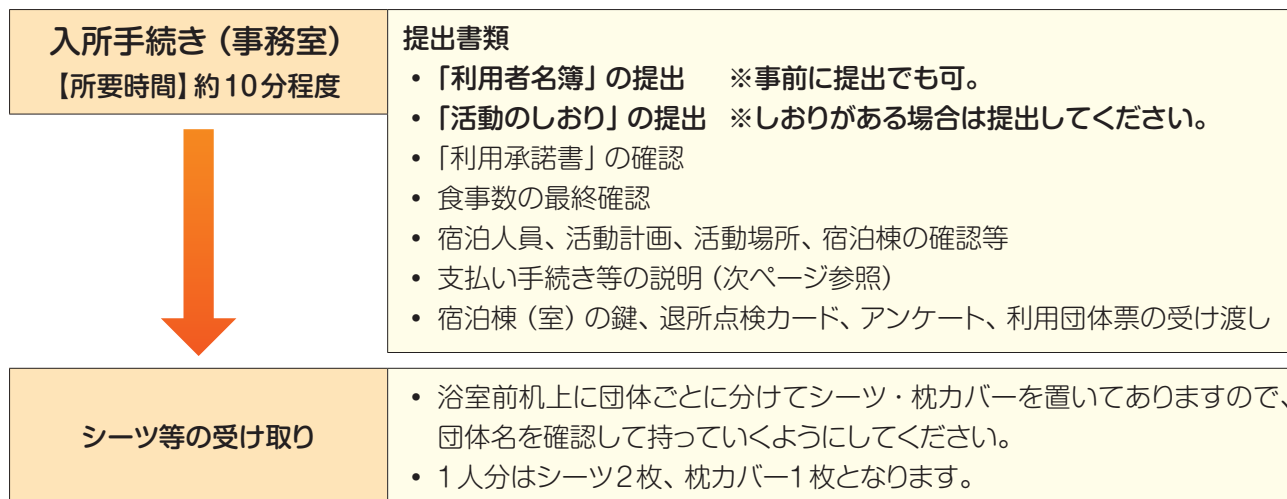 入所手続き（事務室）
【所要時間】約10分程度
提出書類
• 「利用者名簿」の提出　※事前に提出でも可。
• 「活動のしおり」の提出　※しおりがある場合は提出してください。
• 「利用承諾書」の確認
• 食事数の最終確認
• 宿泊人員、活動計画、活動場所、宿泊棟の確認等
• 支払い手続き等の説明（次ページ参照）
• 宿泊棟（室）の鍵、退所点検カード、アンケート、利用団体票の受け渡し
シーツ等の受け取り
• 浴室前机上に団体ごとに分けてシーツ・枕カバーを置いてありますので、
団体名を確認して持っていくようにしてください。
• 1人分はシーツ2枚、枕カバー1枚となります。